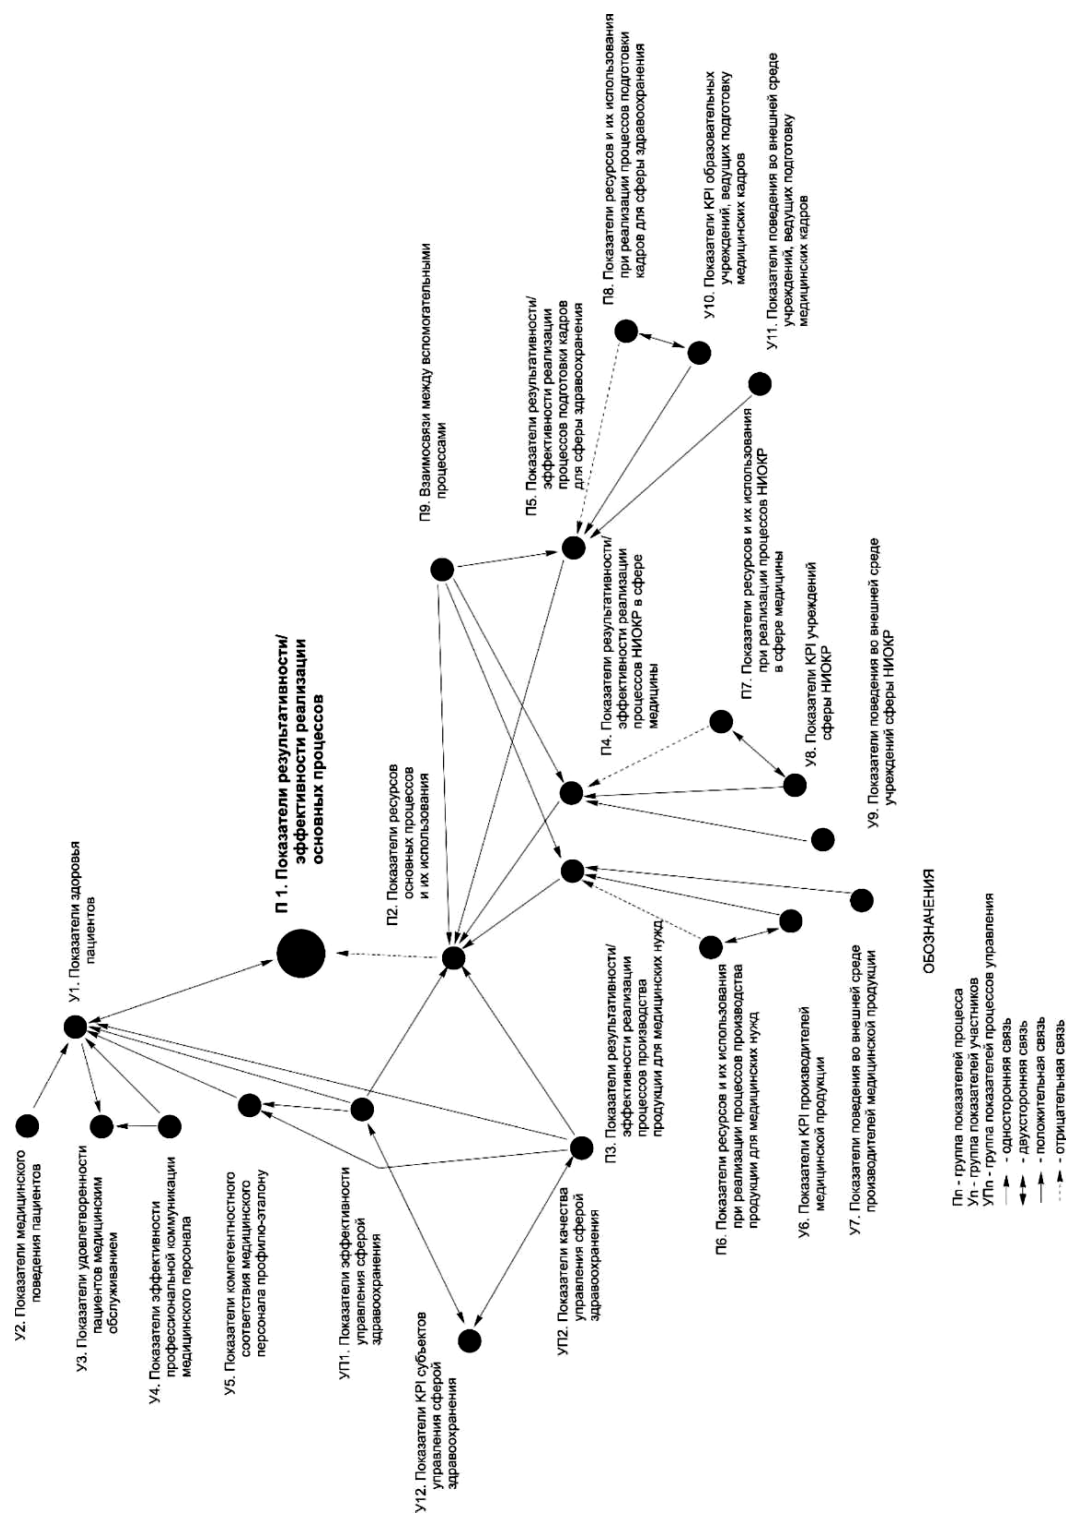 У2. Показатели медицинского
поведения пациентов
У3. Показатели удовлетворенности
пациентов медицинским
обслуживанием
У4. Показатели эффективности
профессиональной коммуникации
медицинского персонала
У5. Показатели компетентностного
соответствия медицинского
персонала профилю-эталону
УП1. Показатели эффективности
управления сферой
здравоохранения
У12. Показатели KPI субъектов
управления сферой
здравоохранения
УП2. Показатели качества
управления сферой
здравоохранения
У1. Показатели здоровья
пациентов
П 1. Показатели результативности/
эффективности реализации
основных процессов
П2. Показатели ресурсов
основных процессов
и их использования
П3. Показатели результативности/
эффективности реализации
процессов производства
продукции для медицинских нужд
П6. Показатели ресурсов и их использования
при реализации процессов производства
продукции для медицинских нужд
У6. Показатели KPI производителей
медицинской продукции
У7. Показатели поведения во внешней среде
производителей медицинской продукции
П9. Взаимосвязи между вспомогательными
процессами
П5. Показатели результативности/
эффективности реализации
процессов подготовки кадров
для сферы здравоохранения
П4. Показатели результативности/
эффективности реализации
процессов НИОКР в сфере
медицины
П7. Показатели ресурсов и их использования
при реализации процессов НИОКР
в сфере медицины
У8. Показатели KPI учреждений
сферы НИОКР
У9. Показатели поведения во внешней среде
учреждений сферы НИОКР
П8. Показатели ресурсов и их использования
при реализации процессов подготовки
кадров для сферы здравоохранения
У10. Показатели KPI образовательных
учреждений, ведущих подготовку
медицинских кадров
У11. Показатели поведения во внешней среде
учреждений, ведущих подготовку
медицинских кадров
ОБОЗНАЧЕНИЯ
Пn - группа показателей процесса
Уn - группа показателей участников
УПn - группа показателей процессов управления
- односторонняя связь
- двухсторонняя связь
- положительная связь
- отрицательная связь